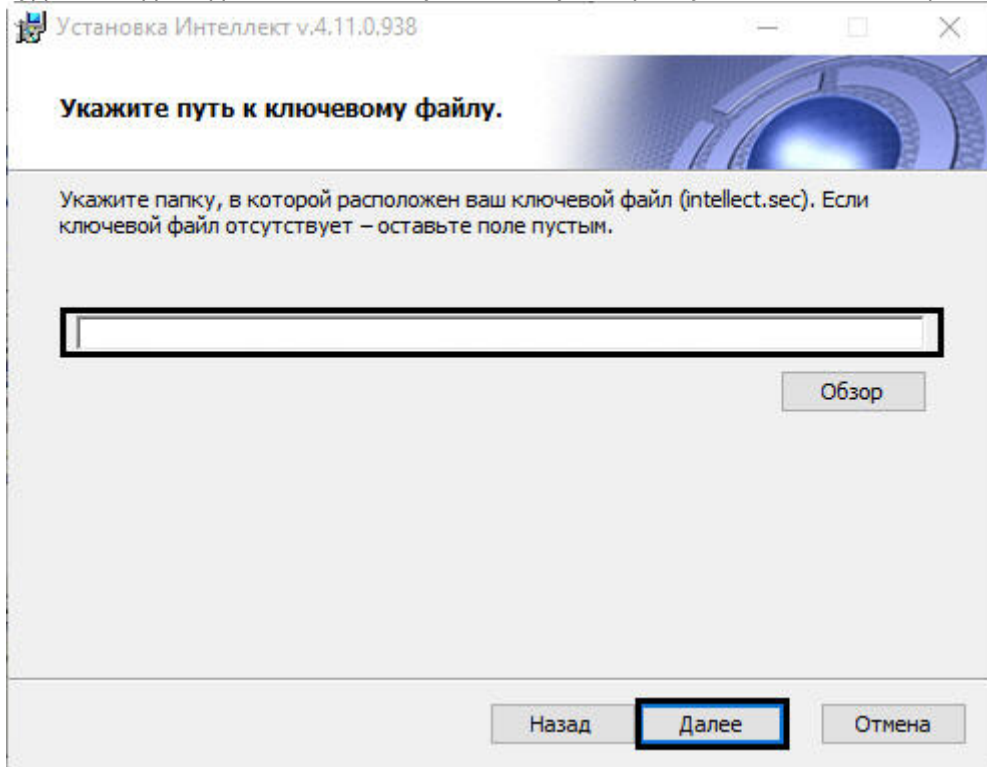 Установка Интеллект v.4.11.0.938
Укажите путь к ключевому файлу.
Укажите папку, в которой расположен ваш ключевой файл (intellect.sec). Если
ключевой файл отсутствует – оставьте поле пустым.
Обзор
Назад
Далее
Отмена